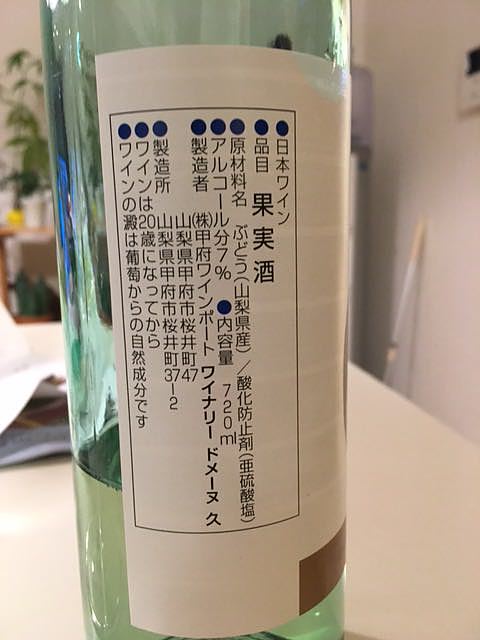 ●日本ワイン
●品目 果実酒
●原材料名 ぶどう(山梨県産)/酸化防止剤(亜硫酸塩)
●アルコール分7% ●内容量 720ml
●製造者 (株)甲府ワインポート ワイナリードメーヌ久
山梨県甲府市桜井町47
●製造所 山梨県甲府市桜井町37-2
●ワインは20歳になってから
●ワインの澱は葡萄からの自然成分です